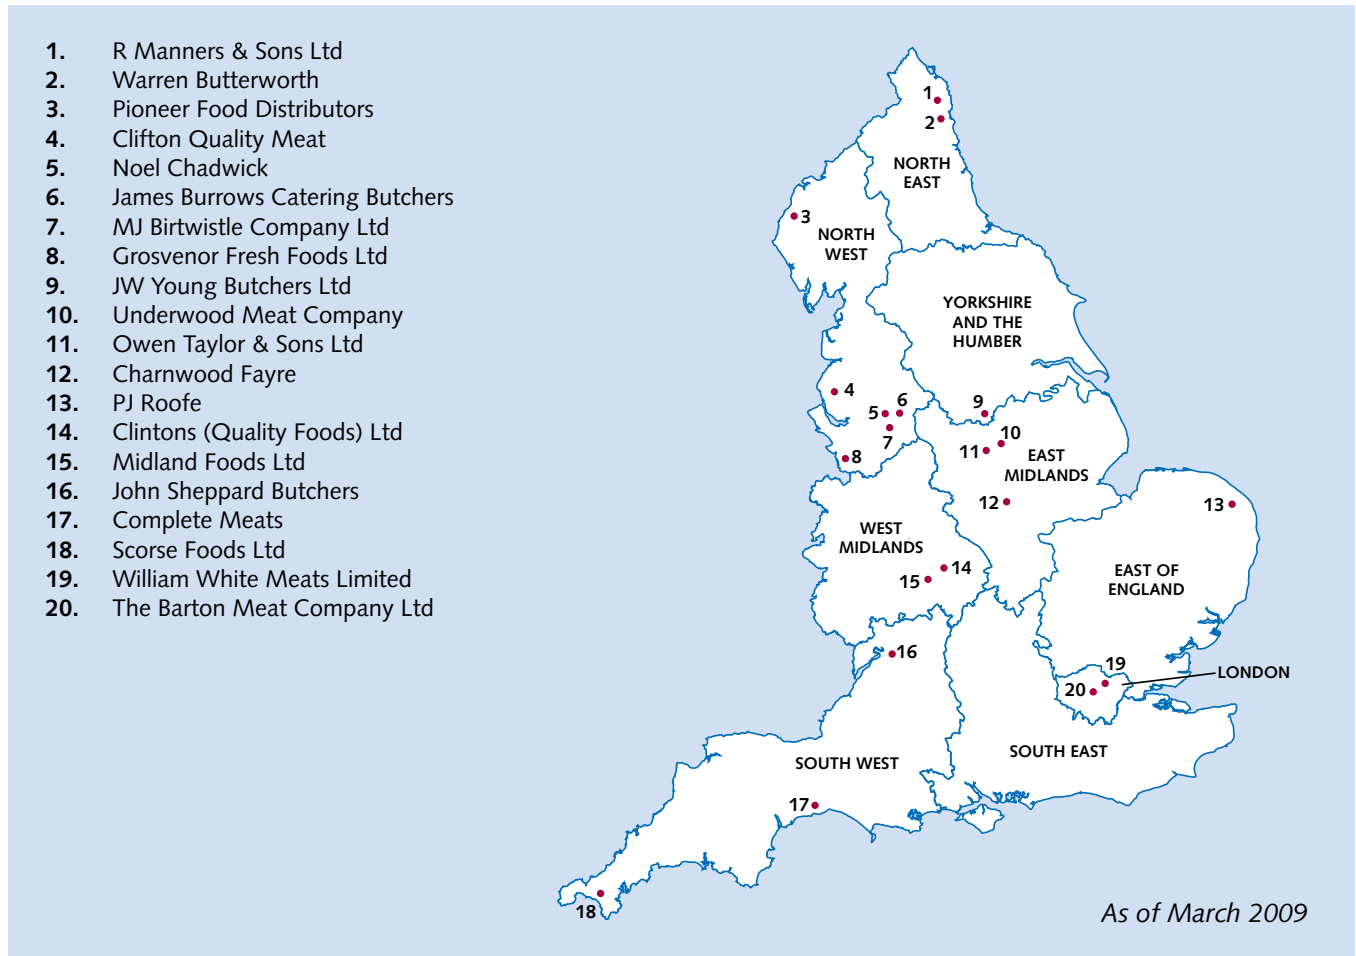 1. R Manners & Sons Ltd
2. Warren Butterworth
3. Pioneer Food Distributors
4. Clifton Quality Meat
5. Noel Chadwick
6. James Burrows Catering Butchers
7. MJ Birtwistle Company Ltd
8. Grosvenor Fresh Foods Ltd
9. JW Young Butchers Ltd
10. Underwood Meat Company
11. Owen Taylor & Sons Ltd
12. Charnwood Fayre
13. PJ Roofe
14. Clintons (Quality Foods) Ltd
15. Midland Foods Ltd
16. John Sheppard Butchers
17. Complete Meats
18. Scorse Foods Ltd
19. William White Meats Limited
20. The Barton Meat Company Ltd
1
2
NORTH
EAST
3
NORTH
WEST
YORKSHIRE
AND THE
HUMBER
4
5
6
7
8
9
10
11
EAST
MIDLANDS
12
13
WEST
MIDLANDS
14
15
EAST OF
ENGLAND
16
19
20
LONDON
SOUTH EAST
SOUTH WEST
17
18
As of March 2009